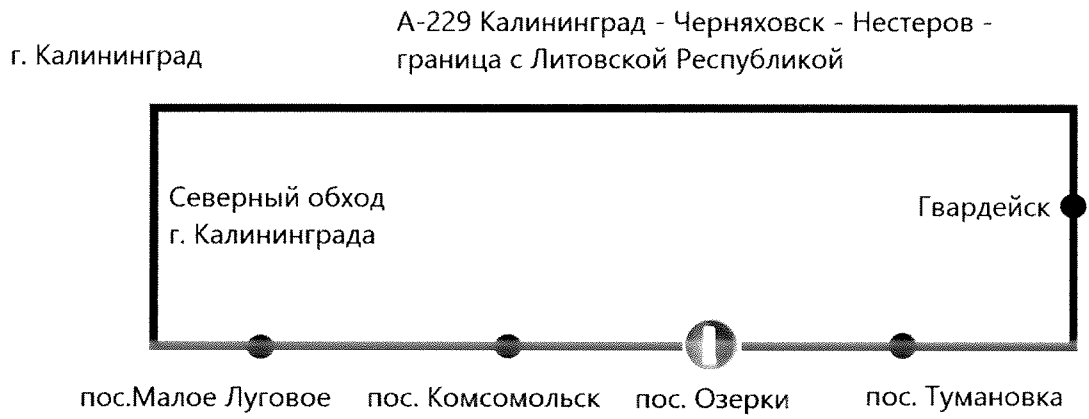 А-229 Калининград - Черняховск - Нестеров -
г. Калининград
граница с Литовской Республикой
Северный обход
г. Калининграда
Гвардейск
пос.Малое Луговое
пос. Комсомольск
пос. Озерки
пос. Тумановка